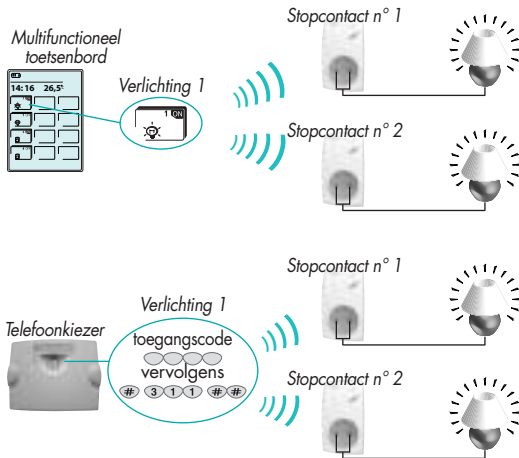 Stopcontact n° 1
Multifunctioneel
toetsenbord
Verlichting 1
14:16 26,5°
1 ON
Stopcontact n° 2
Stopcontact n° 1
Verlichting 1
Telefoonkiezer
toegangscode
vervolgens
# 3 1 1 # #
Stopcontact n° 2